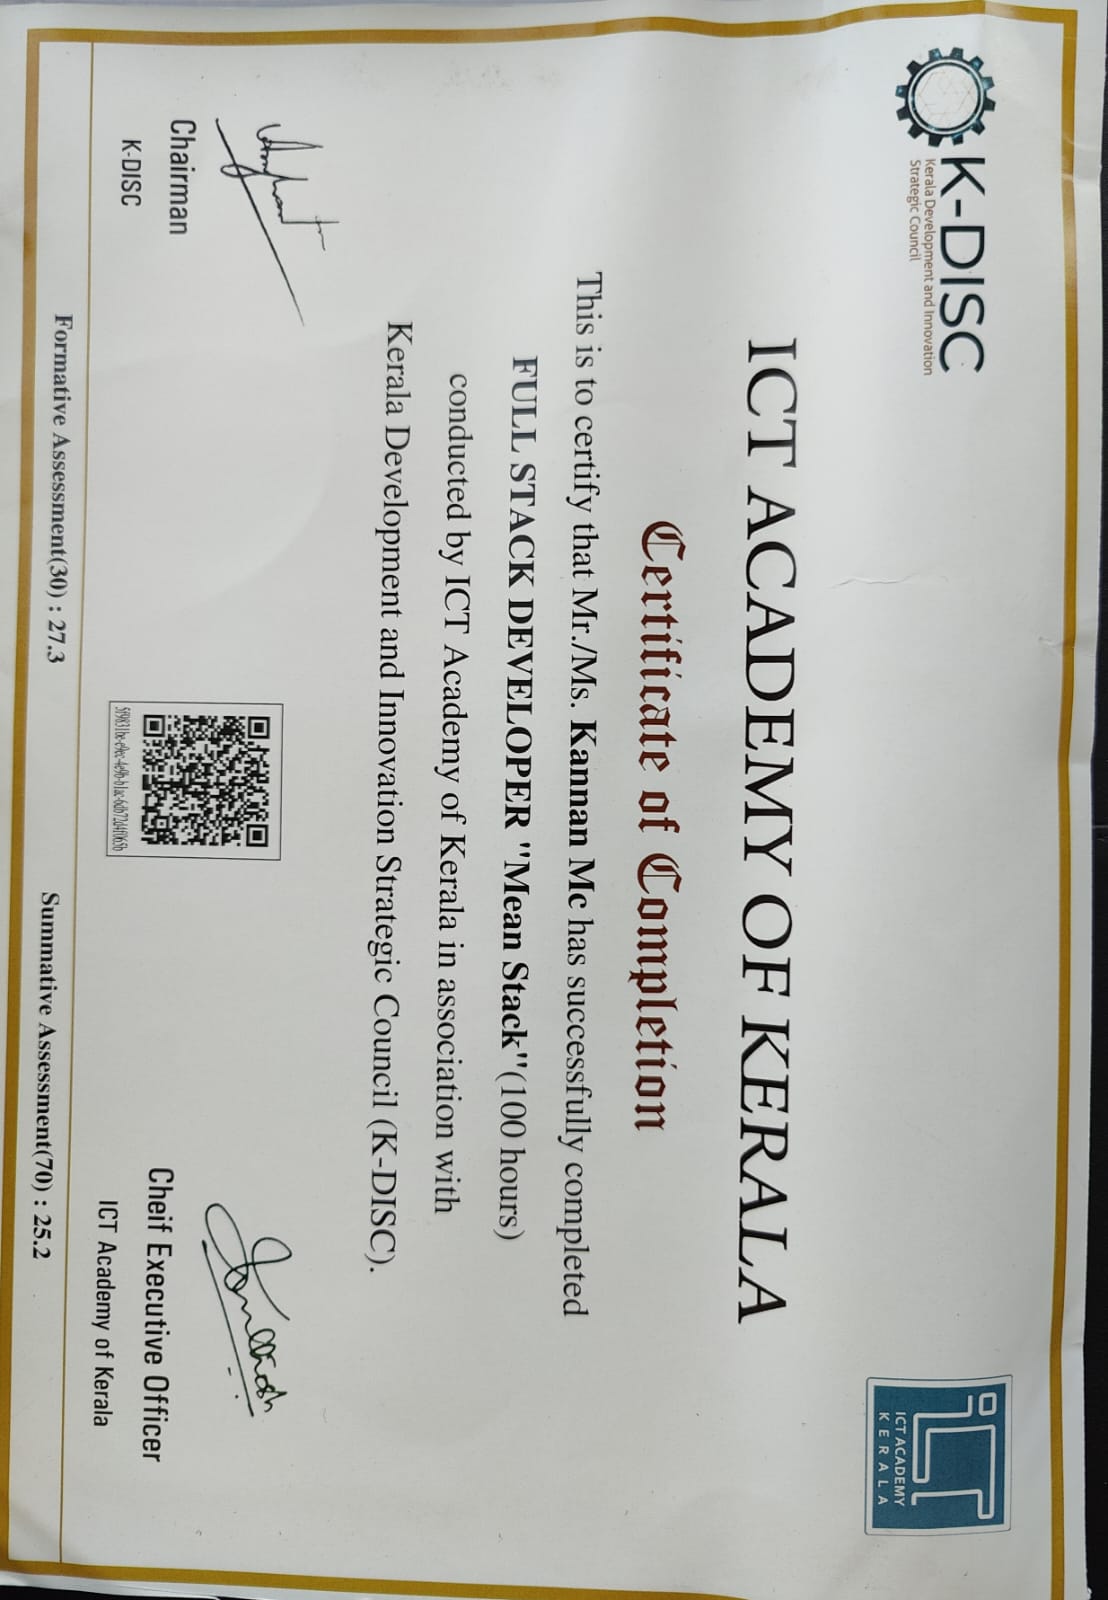 K-DISC
Kerala Development and Innovation
Strategic Council
ICT
ICT ACADEMY
KERALA
ICT ACADEMY OF KERALA
Certificate of Completion
This is to certify that Mr./Ms. Kannan Mc has successfully completed
FULL STACK DEVELOPER "Mean Stack"(100 hours)
conducted by ICT Academy of Kerala in association with
Kerala Development and Innovation Strategic Council (K-DISC).
Chairman
K-DISC
5f9831be-e9ec-4e9b-b1ac-6db72d4f065b
Cheif Executive Officer
ICT Academy of Kerala
Formative Assessment(30) : 27.3
Summative Assessment(70) : 25.2